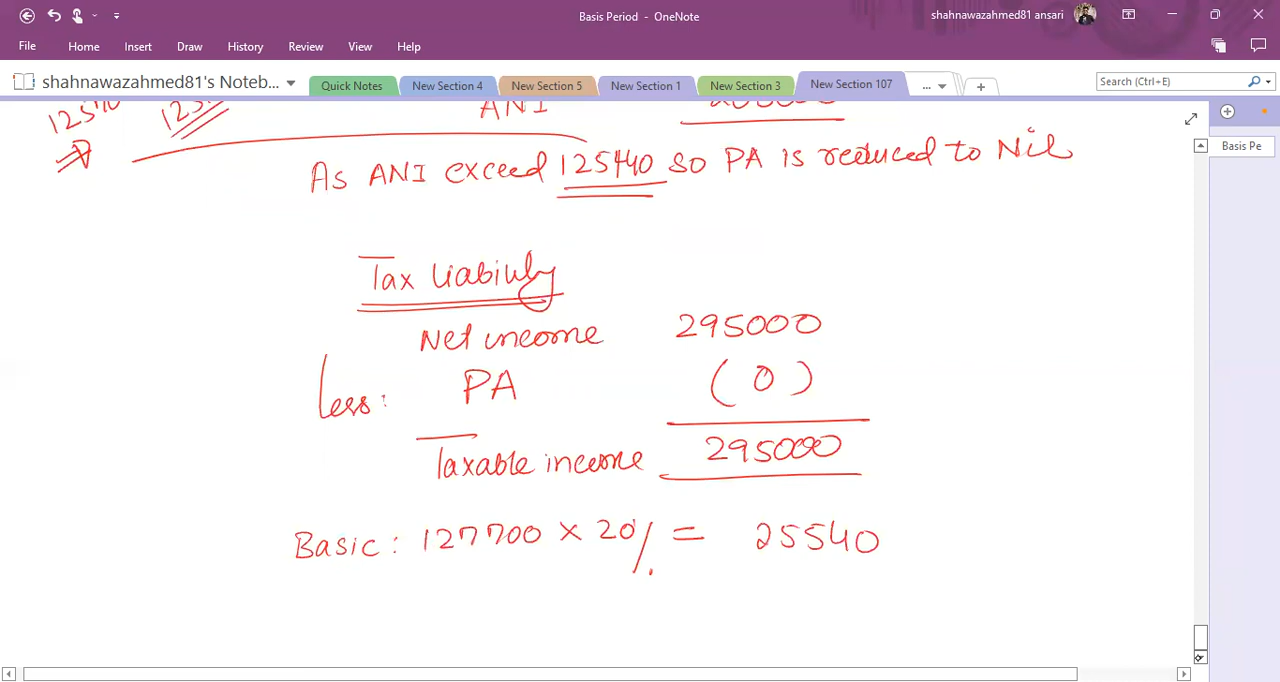 Basis Period - OneNote
shahnawazahmed81 ansari
File Home Insert Draw History Review View Help
shahnawazahmed81's Noteb...
Quick Notes New Section 4 New Section 5 New Section 1 New Section 3 New Section 107 ...
Search (Ctrl+E)
Basis Pe
ANI
As ANI exceed 125440 so PA is reduced to Nil
Tax liability
Net income 295000
Less: PA (0)
Taxable income 295000
Basic: 127700 × 20% = 25540